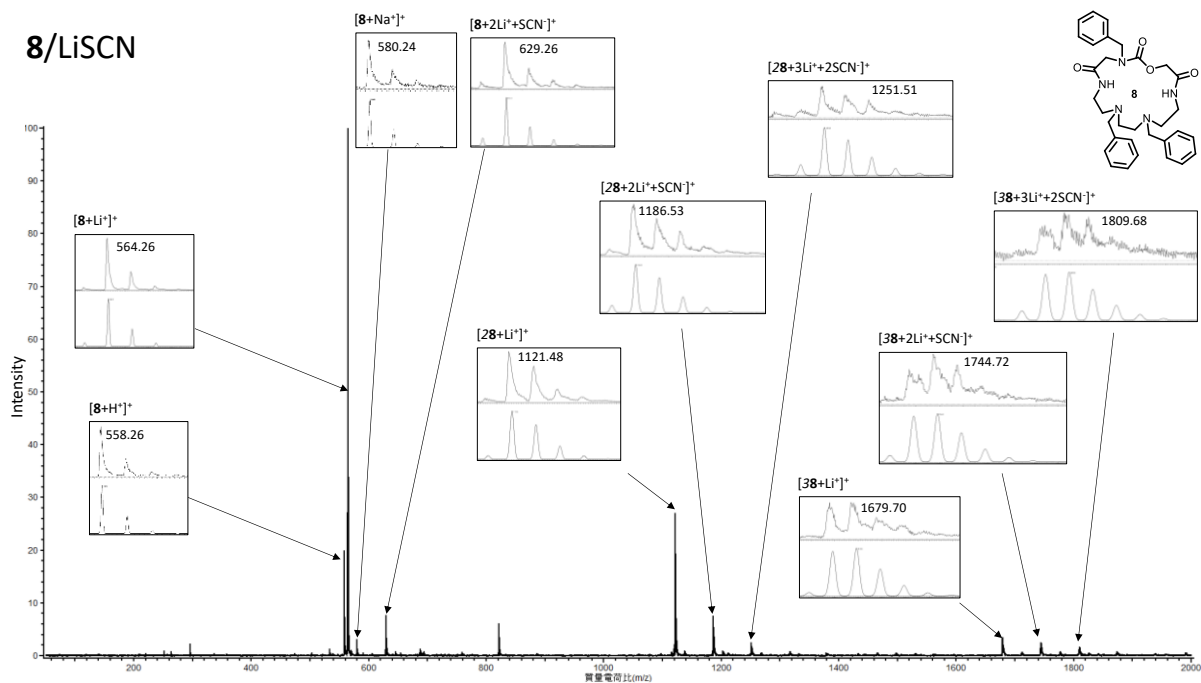 8/LiSCN
[8+Na⁺]⁺
580.24
[8+2Li⁺+SCN⁻]⁺
629.26
[28+3Li⁺+2SCN⁻]⁺
1251.51
O
N
O
O
O
NH
HN
8
N
N
[28+2Li⁺+SCN⁻]⁺
1186.53
[38+3Li⁺+2SCN⁻]⁺
1809.68
[8+Li⁺]⁺
564.26
[28+Li⁺]⁺
1121.48
[38+2Li⁺+SCN⁻]⁺
1744.72
[8+H⁺]⁺
558.26
[38+Li⁺]⁺
1679.70
Intensity
100
90
80
70
60
50
40
30
20
10
0
200 400 600 800 1000 1200 1400 1600 1800 2000
質量電荷比(m/z)